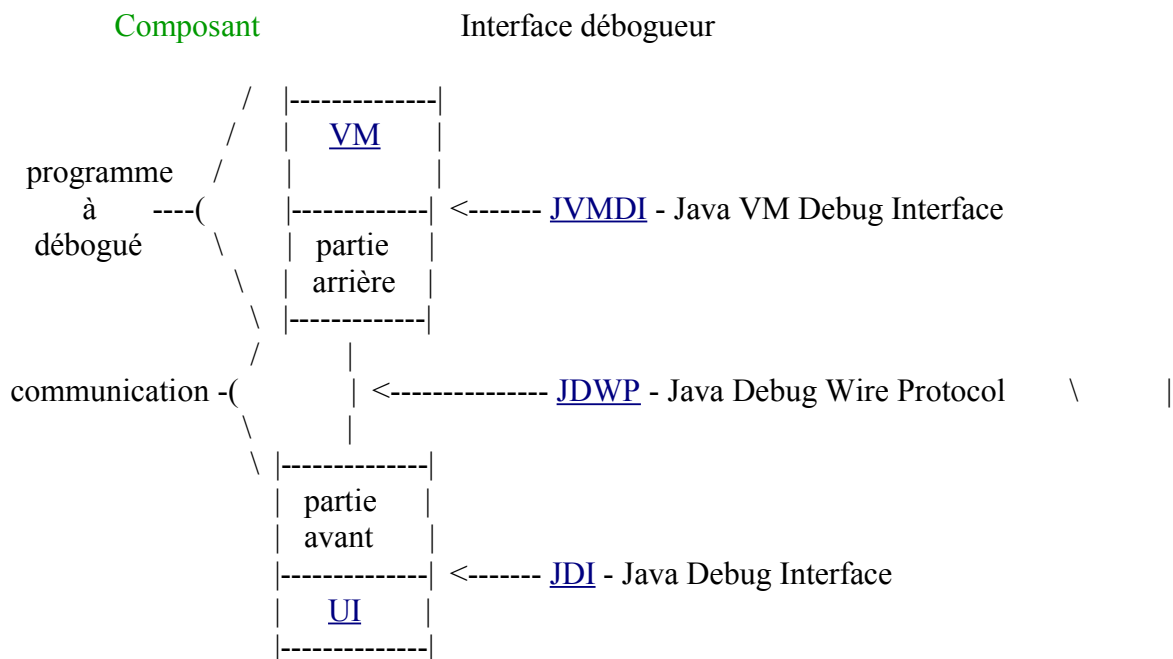 Composant Interface débogueur
/ |--------------|
/ | VM |
programme / | |
à ----( |-------------| <------- JVMDI - Java VM Debug Interface
débogué \ | partie |
\ | arrière |
\ |-------------|
/ |
communication -( | <--------------- JDWP - Java Debug Wire Protocol \ |
\ |
\ |--------------|
| partie |
| avant |
|--------------| <------- JDI - Java Debug Interface
| UI |
|--------------|